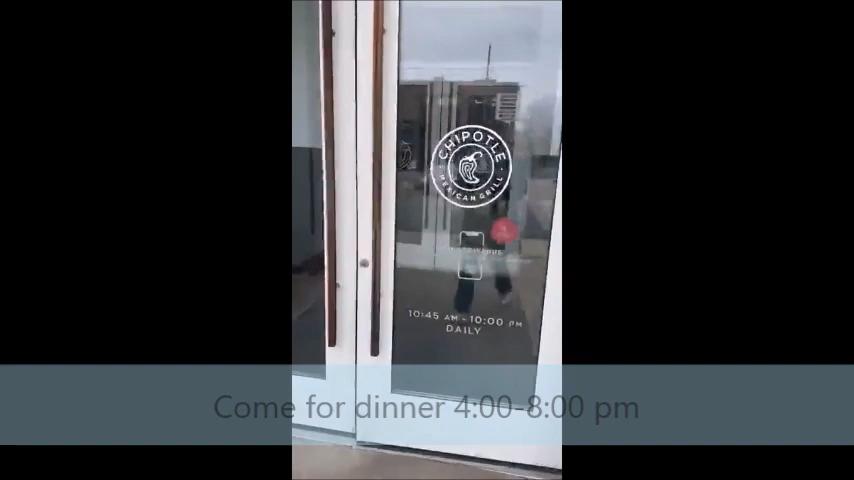 CHIPOTLE
MEXICAN GRILL
10:45 AM - 10:00 PM
DAILY
Come for dinner 4:00-8:00 pm